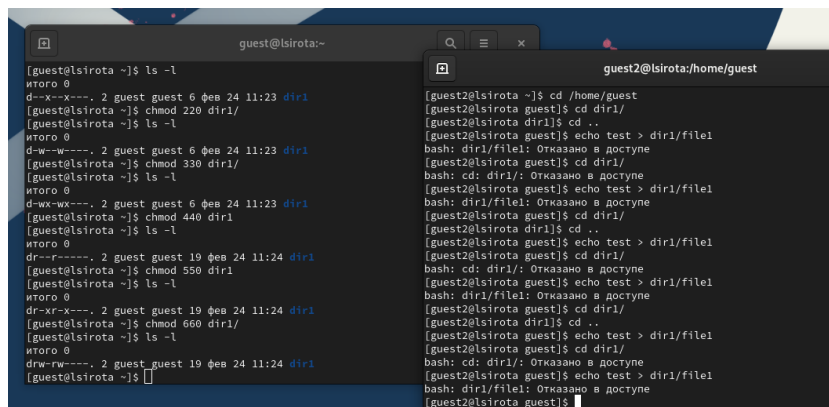 guest@lsirota:~
[guest@lsirota ~]$ ls -l
итого 0
d--x--x---. 2 guest guest 6 фев 24 11:23 dir1
[guest@lsirota ~]$ chmod 220 dir1/
[guest@lsirota ~]$ ls -l
итого 0
d-w--w----. 2 guest guest 6 фев 24 11:23 dir1
[guest@lsirota ~]$ chmod 330 dir1/
[guest@lsirota ~]$ ls -l
итого 0
d-wx-wx---. 2 guest guest 6 фев 24 11:23 dir1
[guest@lsirota ~]$ chmod 440 dir1
[guest@lsirota ~]$ ls -l
итого 0
dr--r-----. 2 guest guest 19 фев 24 11:24 dir1
[guest@lsirota ~]$ chmod 550 dir1
[guest@lsirota ~]$ ls -l
итого 0
dr-xr-x---. 2 guest guest 19 фев 24 11:24 dir1
[guest@lsirota ~]$ chmod 660 dir1/
[guest@lsirota ~]$ ls -l
итого 0
drw-rw----. 2 guest guest 19 фев 24 11:24 dir1
[guest@lsirota ~]$
guest2@lsirota:/home/guest
[guest2@lsirota ~]$ cd /home/guest
[guest2@lsirota guest]$ cd dir1/
[guest2@lsirota dir1]$ cd ..
[guest2@lsirota guest]$ echo test > dir1/file1
bash: dir1/file1: Отказано в доступе
[guest2@lsirota guest]$ cd dir1/
bash: cd: dir1/: Отказано в доступе
[guest2@lsirota guest]$ echo test > dir1/file1
bash: dir1/file1: Отказано в доступе
[guest2@lsirota guest]$ cd dir1/
[guest2@lsirota dir1]$ cd ..
[guest2@lsirota guest]$ echo test > dir1/file1
[guest2@lsirota guest]$ cd dir1/
bash: cd: dir1/: Отказано в доступе
[guest2@lsirota guest]$ echo test > dir1/file1
bash: dir1/file1: Отказано в доступе
[guest2@lsirota guest]$ cd dir1/
[guest2@lsirota dir1]$ cd ..
[guest2@lsirota guest]$ echo test > dir1/file1
[guest2@lsirota guest]$ cd dir1/
bash: cd: dir1/: Отказано в доступе
[guest2@lsirota guest]$ echo test > dir1/file1
bash: dir1/file1: Отказано в доступе
[guest2@lsirota guest]$